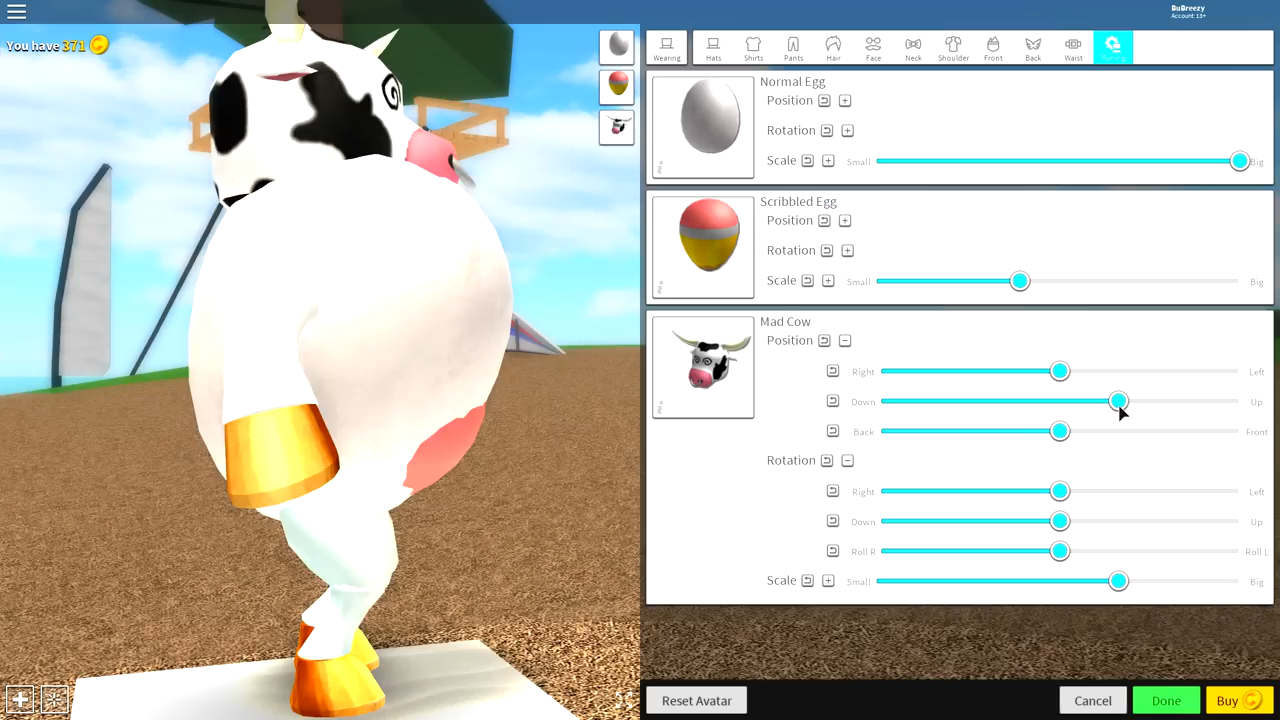 BuBreezy
Account: 13+
You have 371
Wearing
Hats
Shirts
Pants
Hair
Face
Neck
Shoulder
Front
Back
Waist
Normal Egg
Position
Rotation
Scale
Small
Big
Scribbled Egg
Position
Rotation
Scale
Small
Big
Mad Cow
Position
Right
Left
Down
Up
Back
Front
Rotation
Right
Left
Down
Up
Roll R
Roll L
Scale
Small
Big
Reset Avatar
Cancel
Done
Buy